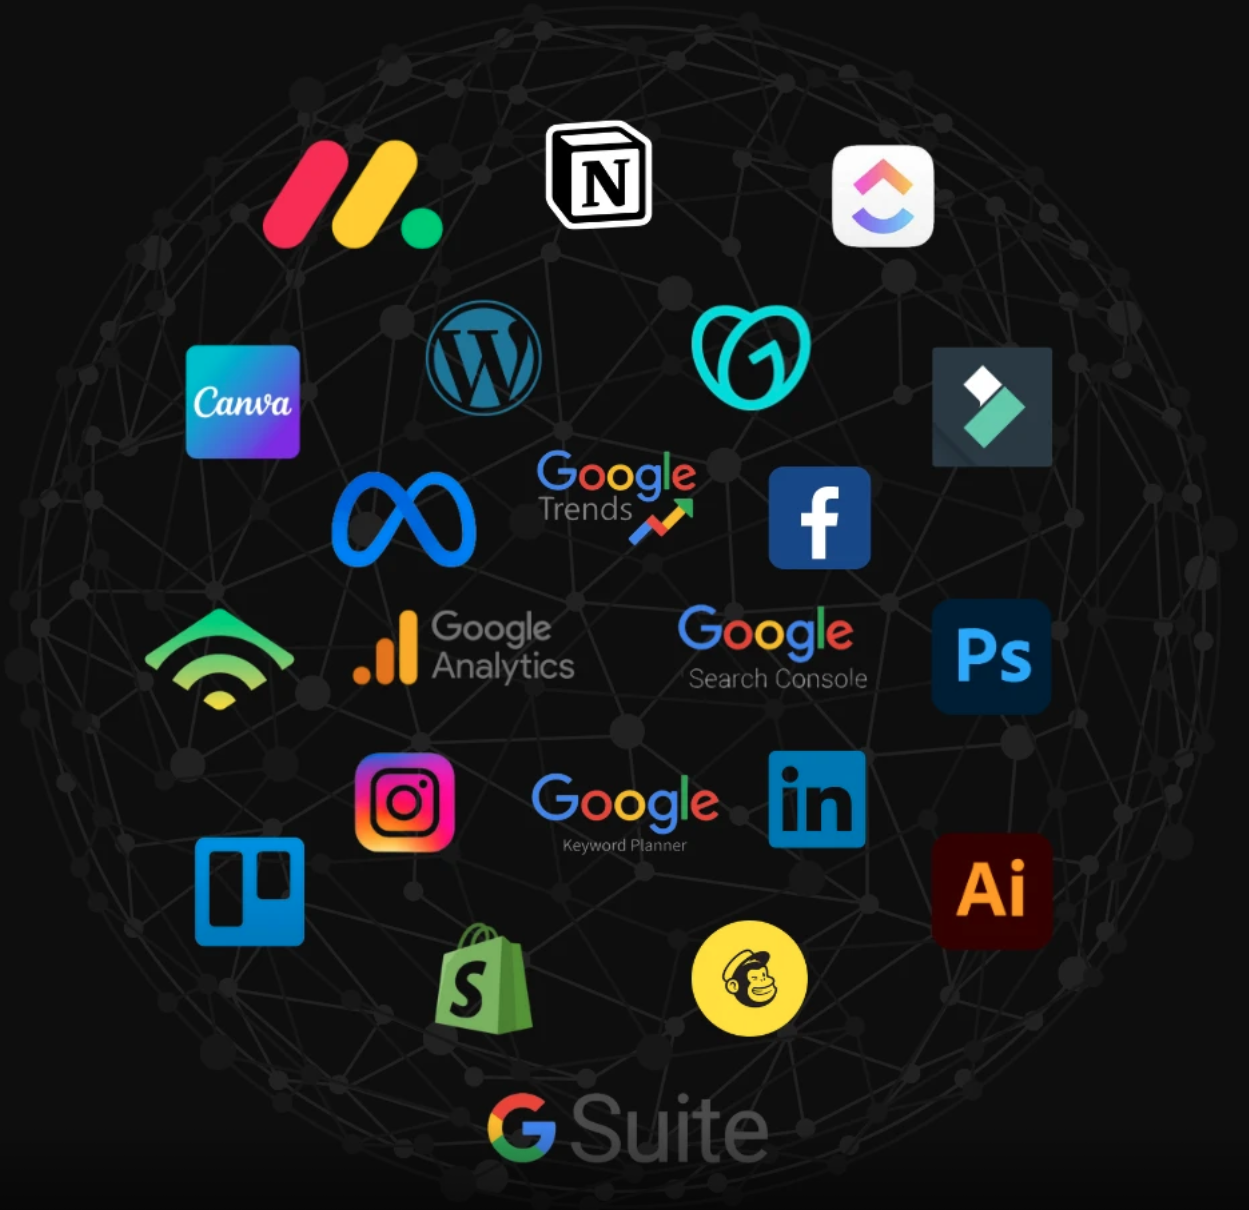 N
W
Canva
Google
Trends
f
Google
Analytics
Google
Search Console
Ps
Google
Keyword Planner
in
Ai
S
G Suite